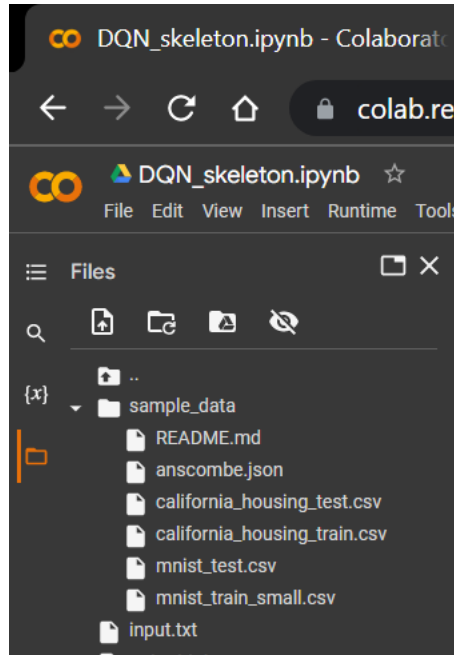 DQN_skeleton.ipynb - Colaborato
colab.re
DQN_skeleton.ipynb
File Edit View Insert Runtime Tools
Files
..
{x}
sample_data
README.md
anscombe.json
california_housing_test.csv
california_housing_train.csv
mnist_test.csv
mnist_train_small.csv
input.txt